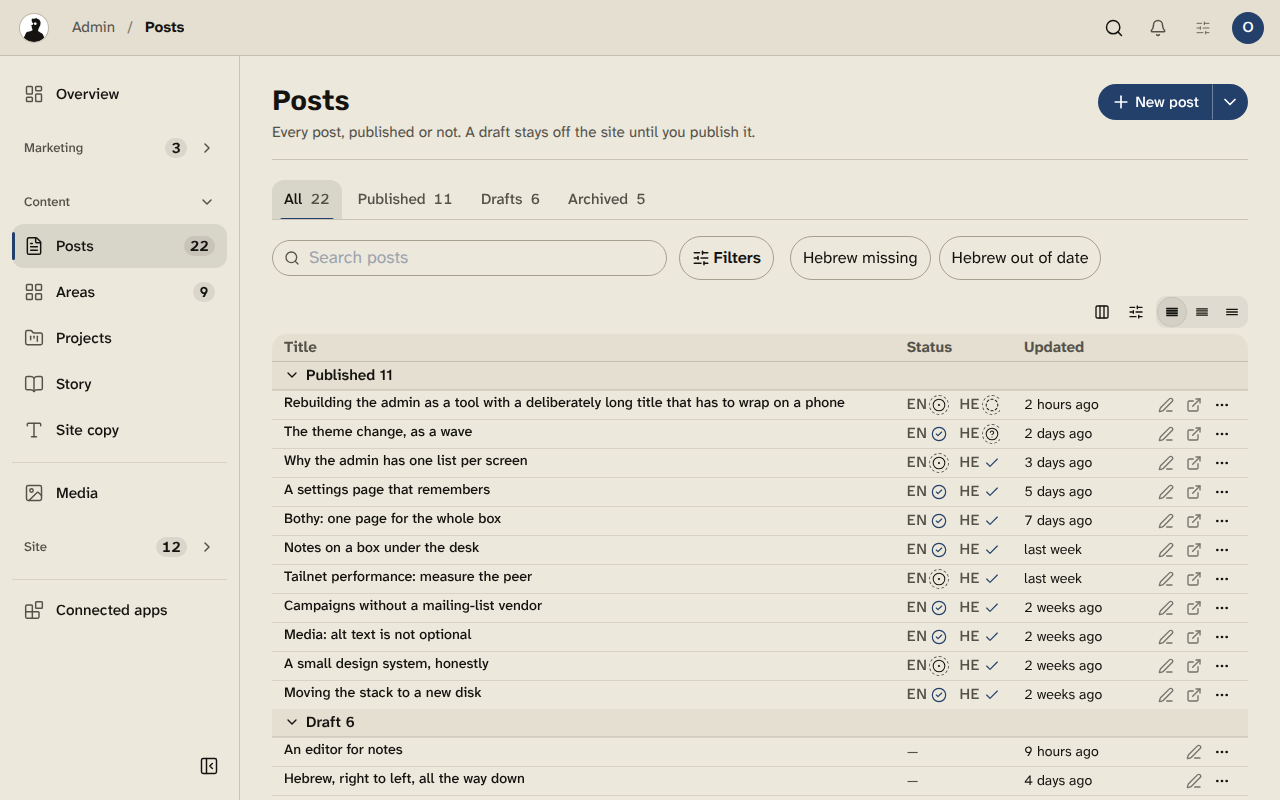 Admin / Posts
O
Overview
Marketing 3
Content
Posts 22
Areas 9
Projects
Story
Site copy
Media
Site 12
Connected apps
Posts
Every post, published or not. A draft stays off the site until you publish it.
New post
All 22 Published 11 Drafts 6 Archived 5
Search posts Filters Hebrew missing Hebrew out of date
Title Status Updated
Published 11
Rebuilding the admin as a tool with a deliberately long title that has to wrap on a phone EN HE 2 hours ago
The theme change, as a wave EN HE 2 days ago
Why the admin has one list per screen EN HE 3 days ago
A settings page that remembers EN HE 5 days ago
Bothy: one page for the whole box EN HE 7 days ago
Notes on a box under the desk EN HE last week
Tailnet performance: measure the peer EN HE last week
Campaigns without a mailing-list vendor EN HE 2 weeks ago
Media: alt text is not optional EN HE 2 weeks ago
A small design system, honestly EN HE 2 weeks ago
Moving the stack to a new disk EN HE 2 weeks ago
Draft 6
An editor for notes — 9 hours ago
Hebrew, right to left, all the way down — 4 days ago